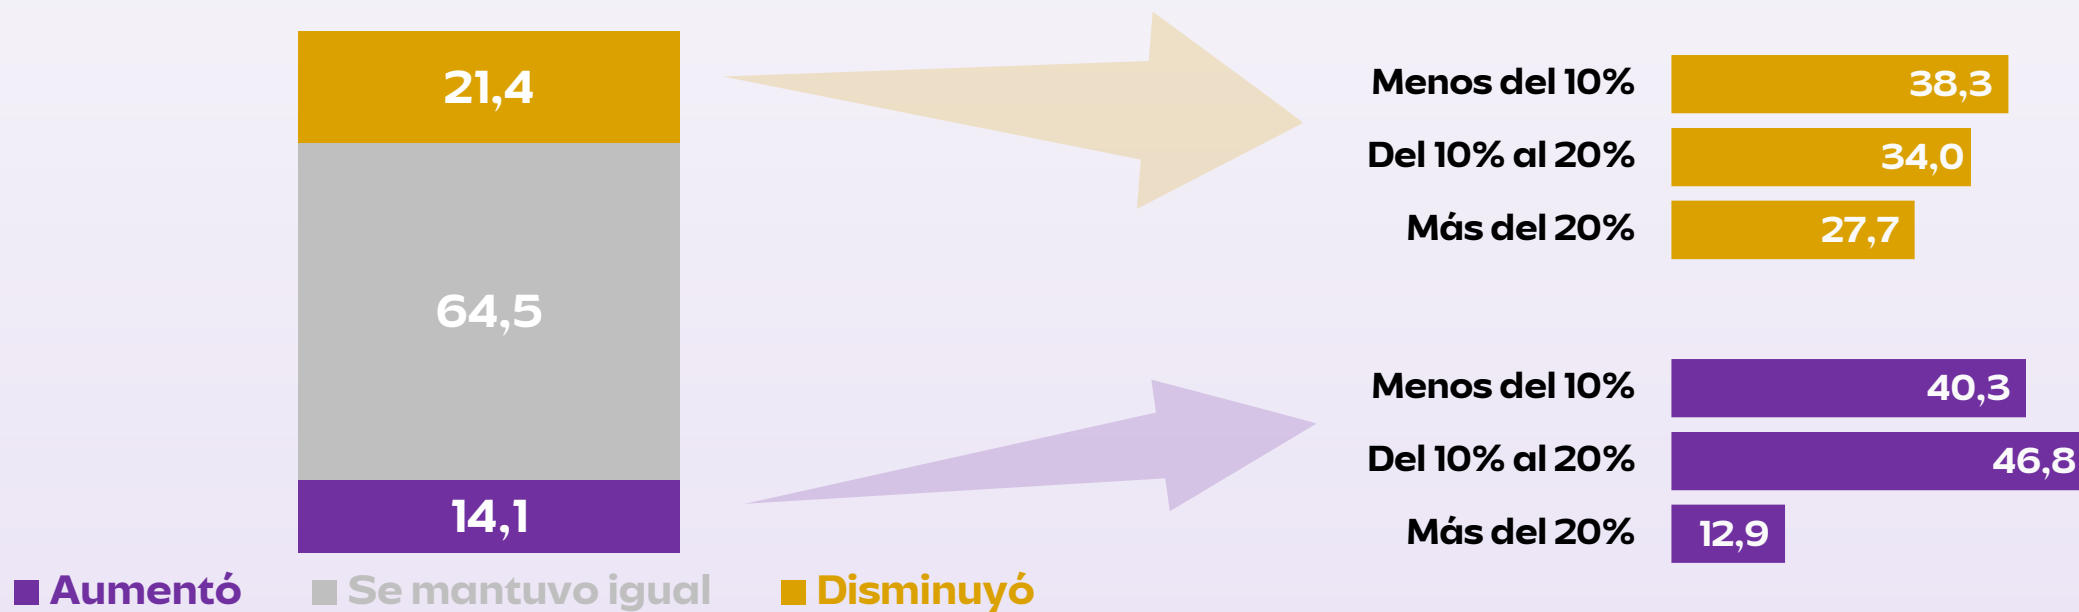 21,4
64,5
14,1
Menos del 10% 38,3
Del 10% al 20% 34,0
Más del 20% 27,7
Menos del 10% 40,3
Del 10% al 20% 46,8
Más del 20% 12,9
Aumentó Se mantuvo igual Disminuyó